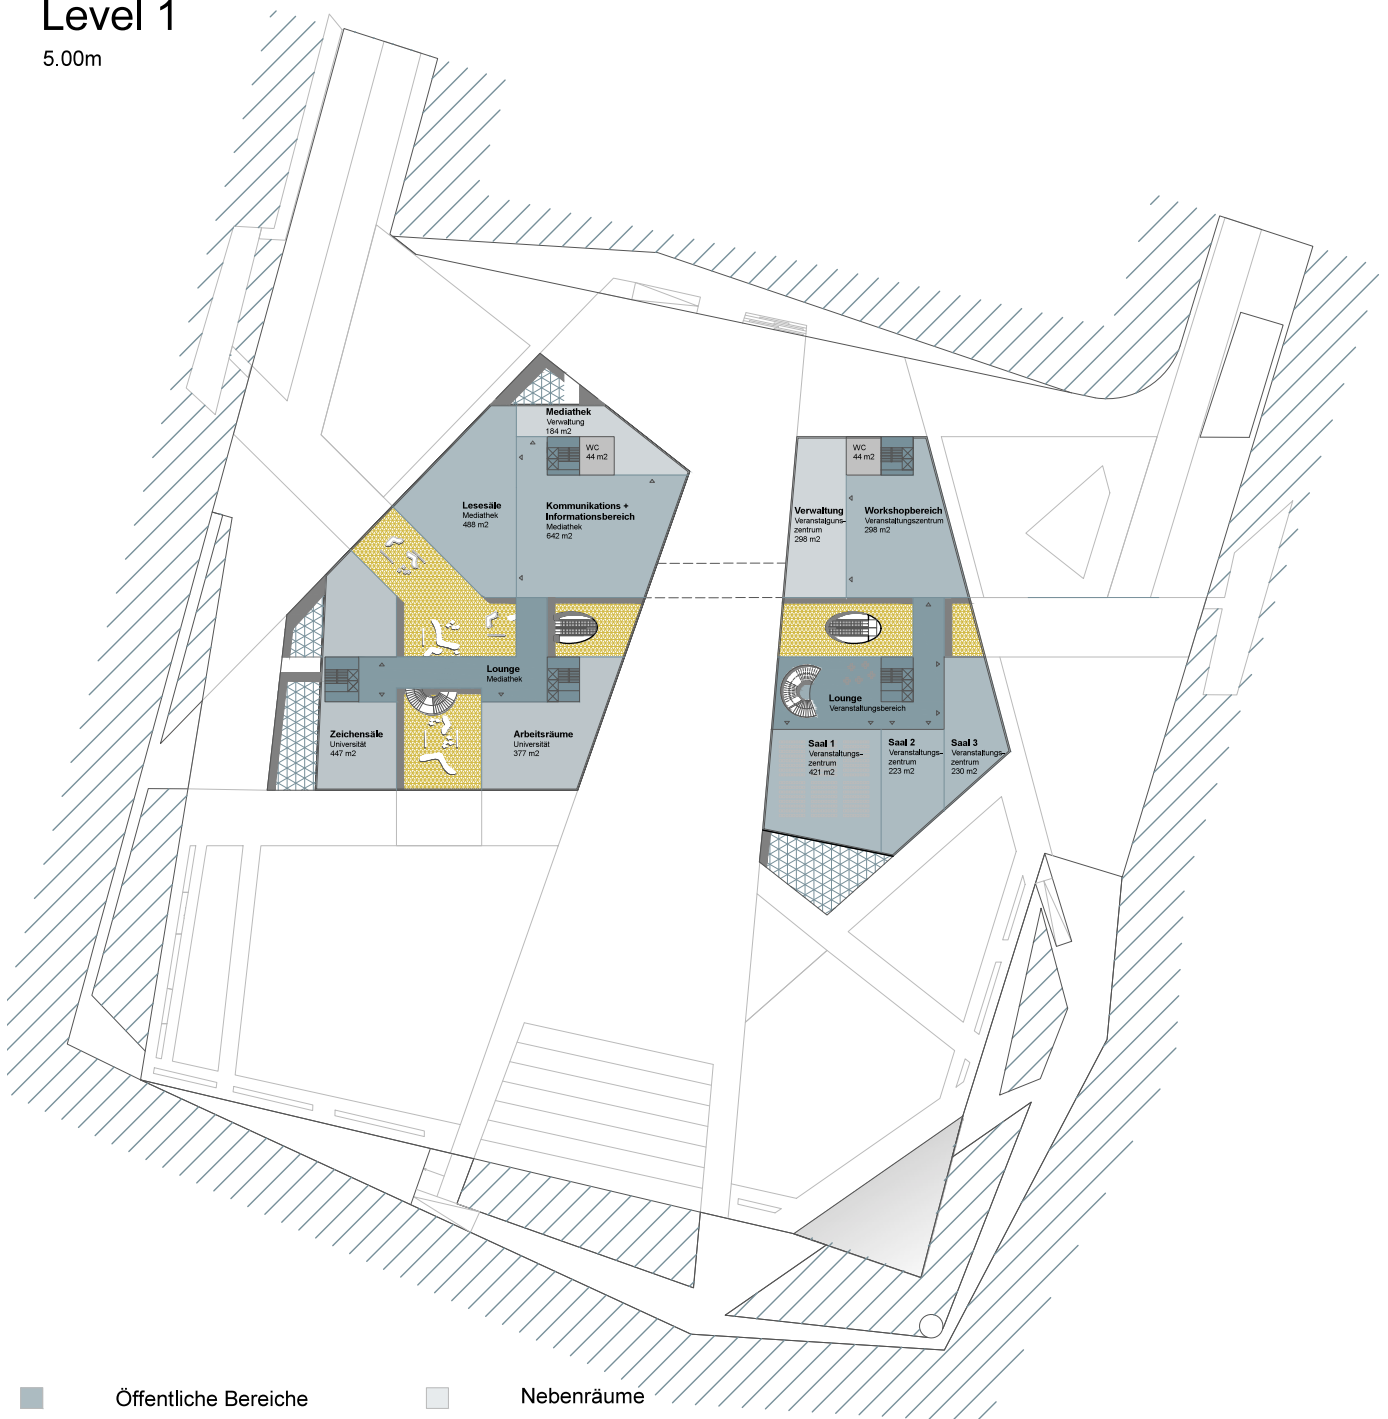 Level 1
5.00m
Mediathek
Verwaltung
184 m2
WC
44 m2
Lesesäle
Mediathek
488 m2
Kommunikations +
Informationsbereich
Mediathek
642 m2
Lounge
Mediathek
Zeichensäle
Universität
447 m2
Arbeitsräume
Universität
377 m2
WC
44 m2
Verwaltung
Veranstalguns-
zentrum
298 m2
Workshopbereich
Veranstaltungszentrum
298 m2
Lounge
Veranstaltungsbereich
Saal 1
Veranstaltungs-
zentrum
421 m2
Saal 2
Veranstaltungs-
zentrum
223 m2
Saal 3
Veranstaltungs-
zentrum
230 m2
Öffentliche Bereiche
Nebenräume